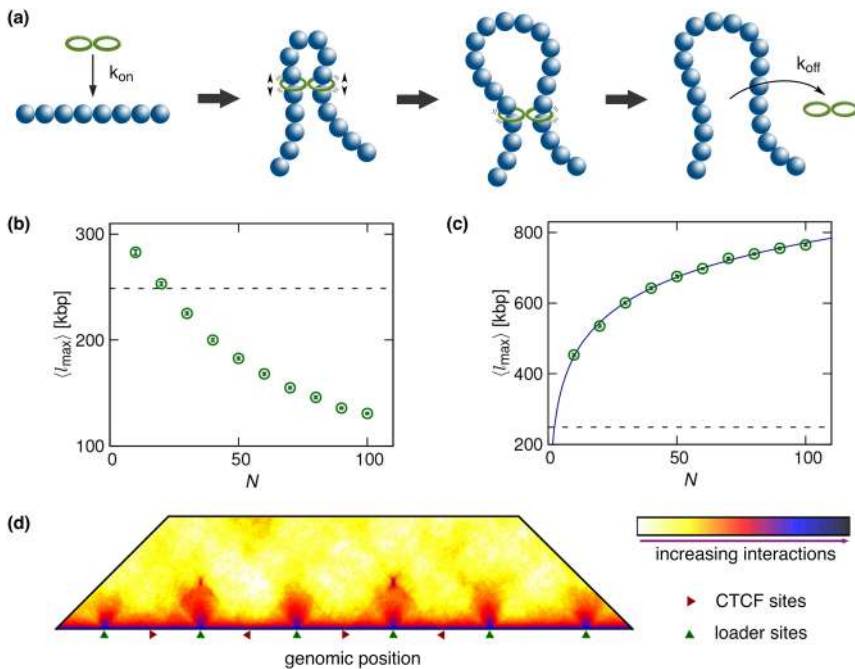 (a)
k_on
k_off
(b)
300
200
100
⟨l_max⟩ [kbp]
0
50
100
N
(c)
800
600
400
200
⟨l_max⟩ [kbp]
0
50
100
N
(d)
genomic position
increasing interactions
CTCF sites
loader sites